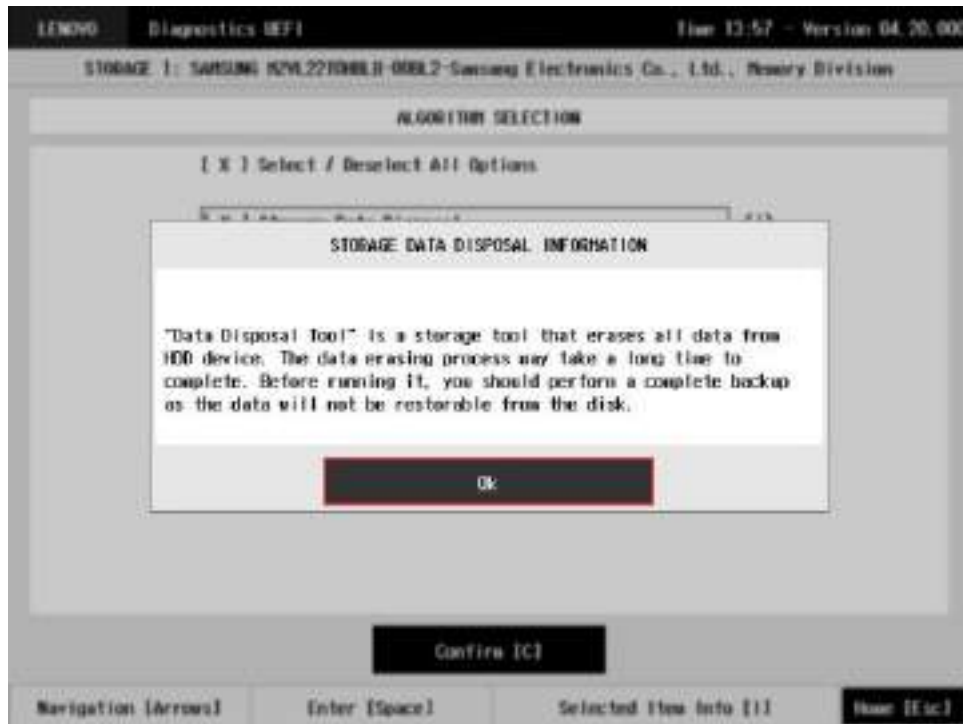 LENOVO Diagnostics UEFI Time 13:57 - Version 04.20.000
STORAGE 1: SAMSUNG -Samsung Electronics Co., Ltd., Memory Division
ALGORITHM SELECTION
[ X ] Select / Deselect All Options
STORAGE DATA DISPOSAL INFORMATION
"Data Disposal Tool" is a storage tool that erases all data from
HDD device. The data erasing process may take a long time to
complete. Before running it, you should perform a complete backup
as the data will not be restorable from the disk.
Ok
Confirm [C]
Navigation [Arrows] Enter [Space] Selected Item Info [I] Home [Esc]